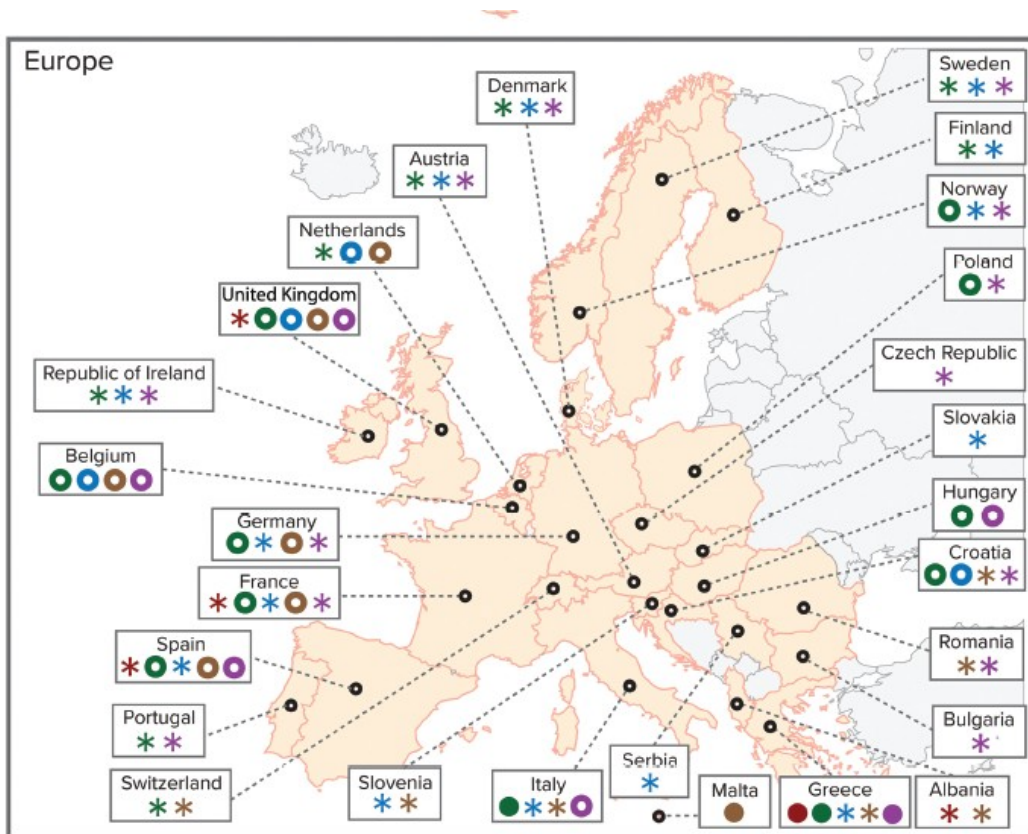 Europe
Sweden
Denmark
Finland
Austria
Norway
Netherlands
Poland
United Kingdom
Czech Republic
Republic of Ireland
Slovakia
Belgium
Hungary
Germany
Croatia
France
Spain
Romania
Portugal
Bulgaria
Serbia
Switzerland
Slovenia
Italy
Malta
Greece
Albania